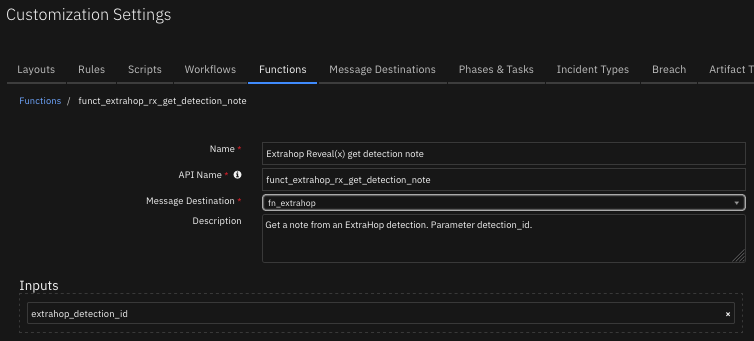 Customization Settings
Layouts Rules Scripts Workflows Functions Message Destinations Phases & Tasks Incident Types Breach Artifact T
Functions / funct_extrahop_rx_get_detection_note
Name * Extrahop Reveal(x) get detection note
API Name * funct_extrahop_rx_get_detection_note
Message Destination * fn_extrahop
Description Get a note from an ExtraHop detection. Parameter detection_id.
Inputs
extrahop_detection_id ×